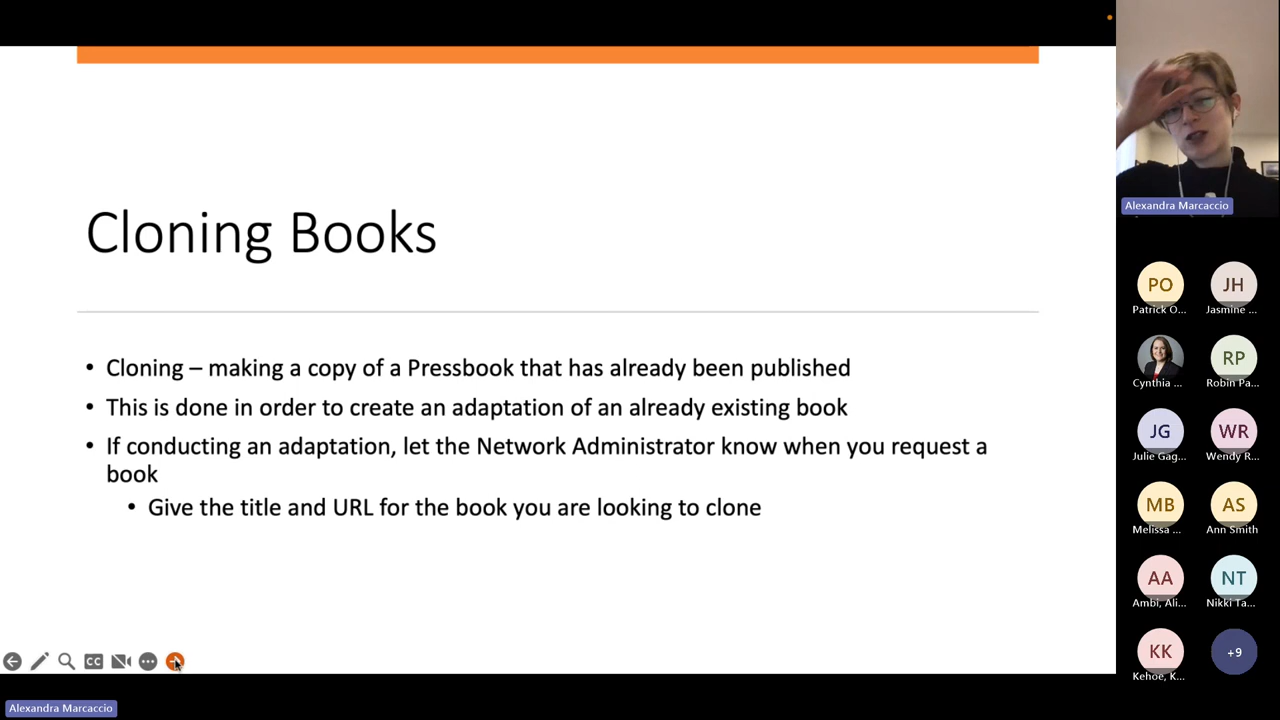 Cloning Books
• Cloning – making a copy of a Pressbook that has already been published
• This is done in order to create an adaptation of an already existing book
• If conducting an adaptation, let the Network Administrator know when you request a
book
• Give the title and URL for the book you are looking to clone
CC
Alexandra Marcaccio
Alexandra Marcaccio
PO
JH
Patrick O...
Jasmine ...
RP
Cynthia ...
Robin Pa...
JG
WR
Julie Gag...
Wendy R...
MB
AS
Melissa ...
Ann Smith
AA
NT
Ambi, Ali...
Nikki Ta...
KK
+9
Kehoe, K...